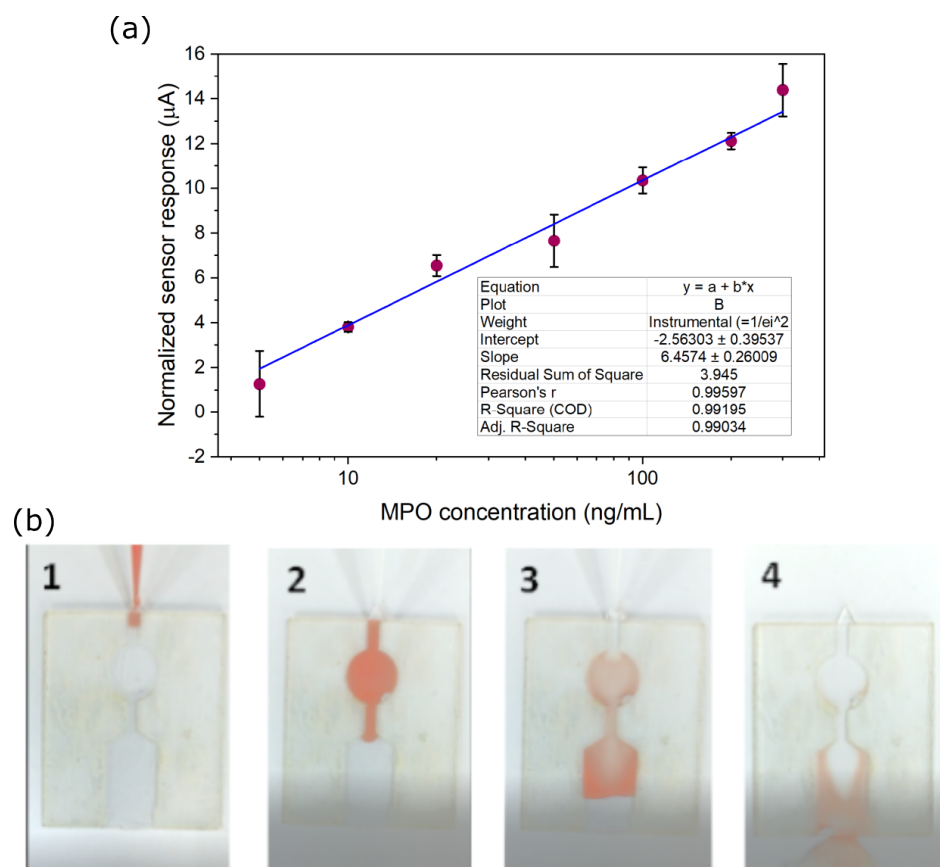 (a)
16
14
12
10
8
6
4
2
0
-2
Normalized sensor response (µA)
Equation y = a + b*x
Plot B
Weight Instrumental (=1/ei^2
Intercept -2.56303 ± 0.39537
Slope 6.4574 ± 0.26009
Residual Sum of Square 3.945
Pearson's r 0.99597
R-Square (COD) 0.99195
Adj. R-Square 0.99034
10 100
MPO concentration (ng/mL)
(b)
1 2 3 4